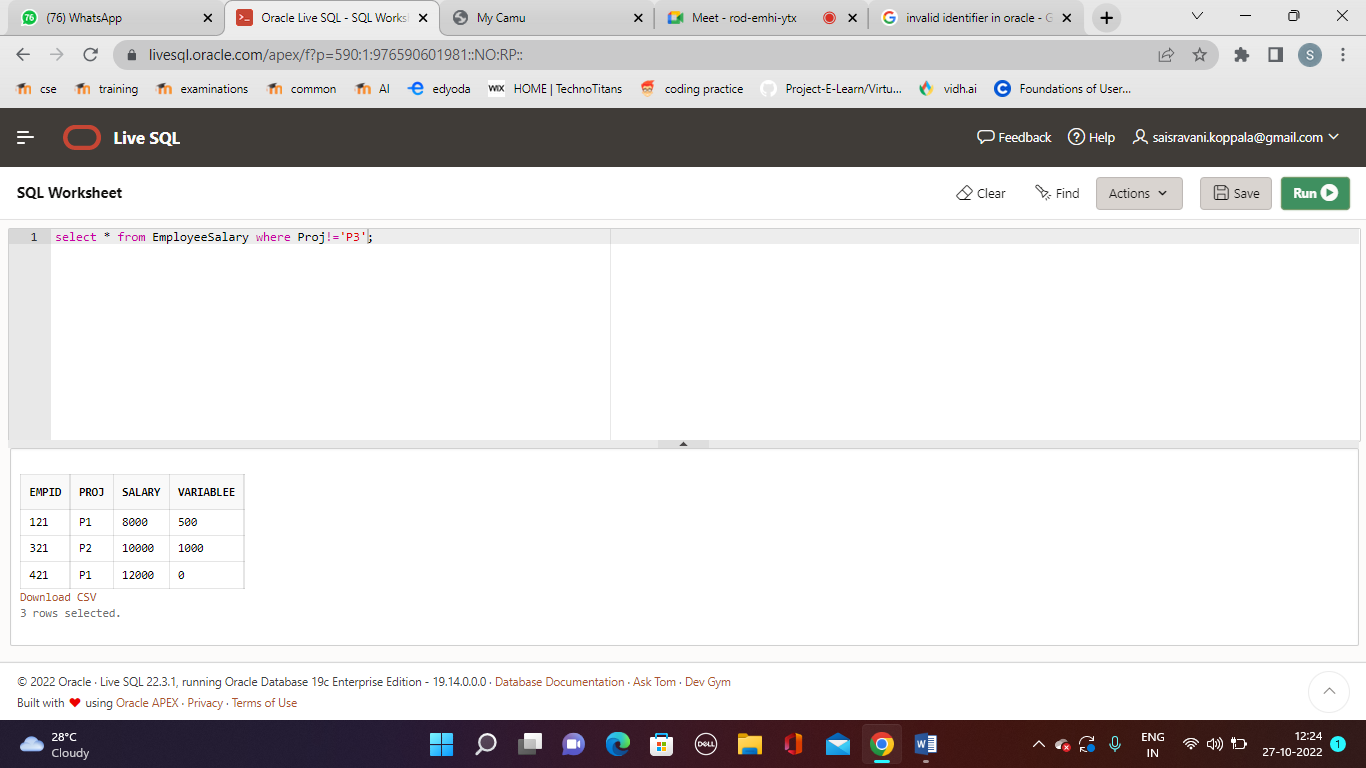 (76) WhatsApp
Oracle Live SQL - SQL Works
My Camu
Meet - rod-emhi-ytx
invalid identifier in oracle - G
livesql.oracle.com/apex/f?p=590:1:976590601981::NO:RP::
S
cse
training
examinations
common
AI
edyoda
WIX HOME | TechnoTitans
coding practice
Project-E-Learn/Virtu...
vidh.ai
Foundations of User...
Live SQL
Feedback
Help
saisravani.koppala@gmail.com
SQL Worksheet
Clear
Find
Actions
Save
Run
1 select * from EmployeeSalary where Proj!='P3';
EMPID PROJ SALARY VARIABLEE
121 P1 8000 500
321 P2 10000 1000
421 P1 12000 0
Download CSV
3 rows selected.
© 2022 Oracle · Live SQL 22.3.1, running Oracle Database 19c Enterprise Edition - 19.14.0.0.0 · Database Documentation · Ask Tom · Dev Gym
Built with ❤ using Oracle APEX · Privacy · Terms of Use
28°C
Cloudy
DELL
ENG
IN
12:24
27-10-2022
1